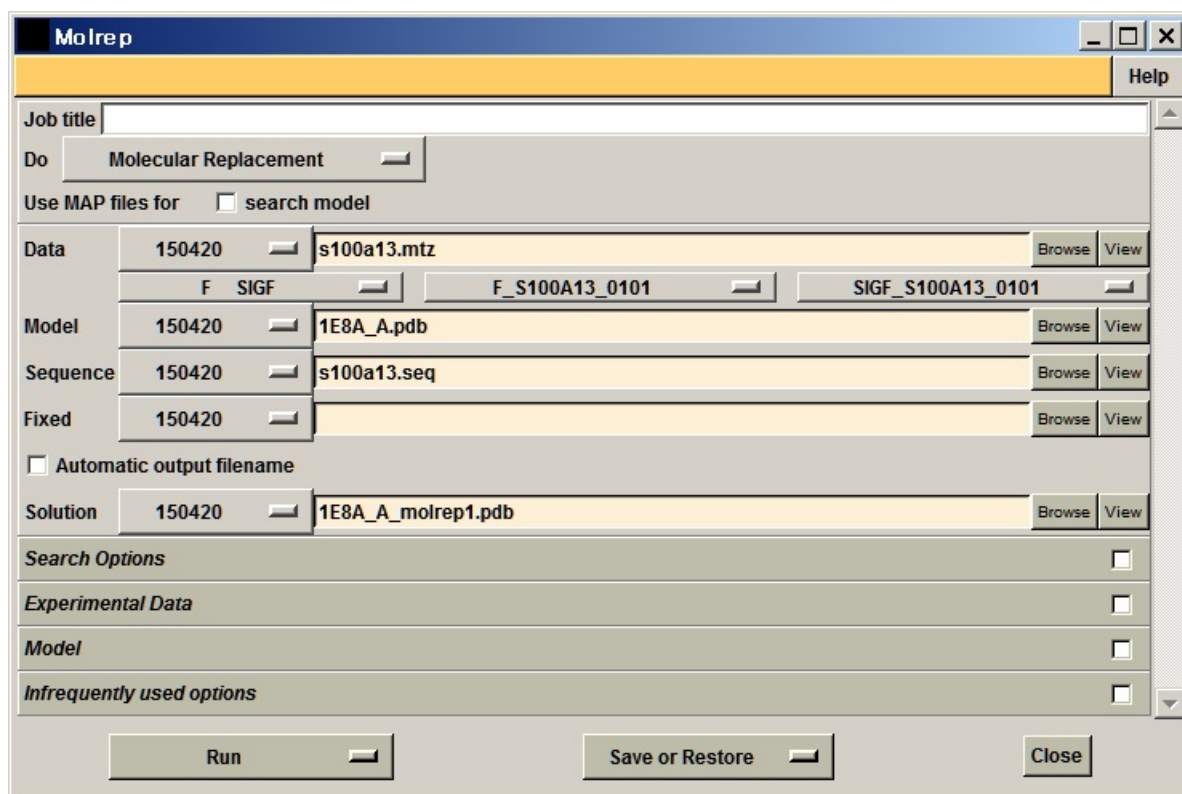 Molrep
Help
Job title
Do Molecular Replacement
Use MAP files for search model
Data 150420 s100a13.mtz Browse View
F SIGF F_S100A13_0101 SIGF_S100A13_0101
Model 150420 1E8A_A.pdb Browse View
Sequence 150420 s100a13.seq Browse View
Fixed 150420 Browse View
Automatic output filename
Solution 150420 1E8A_A_molrep1.pdb Browse View
Search Options
Experimental Data
Model
Infrequently used options
Run Save or Restore Close